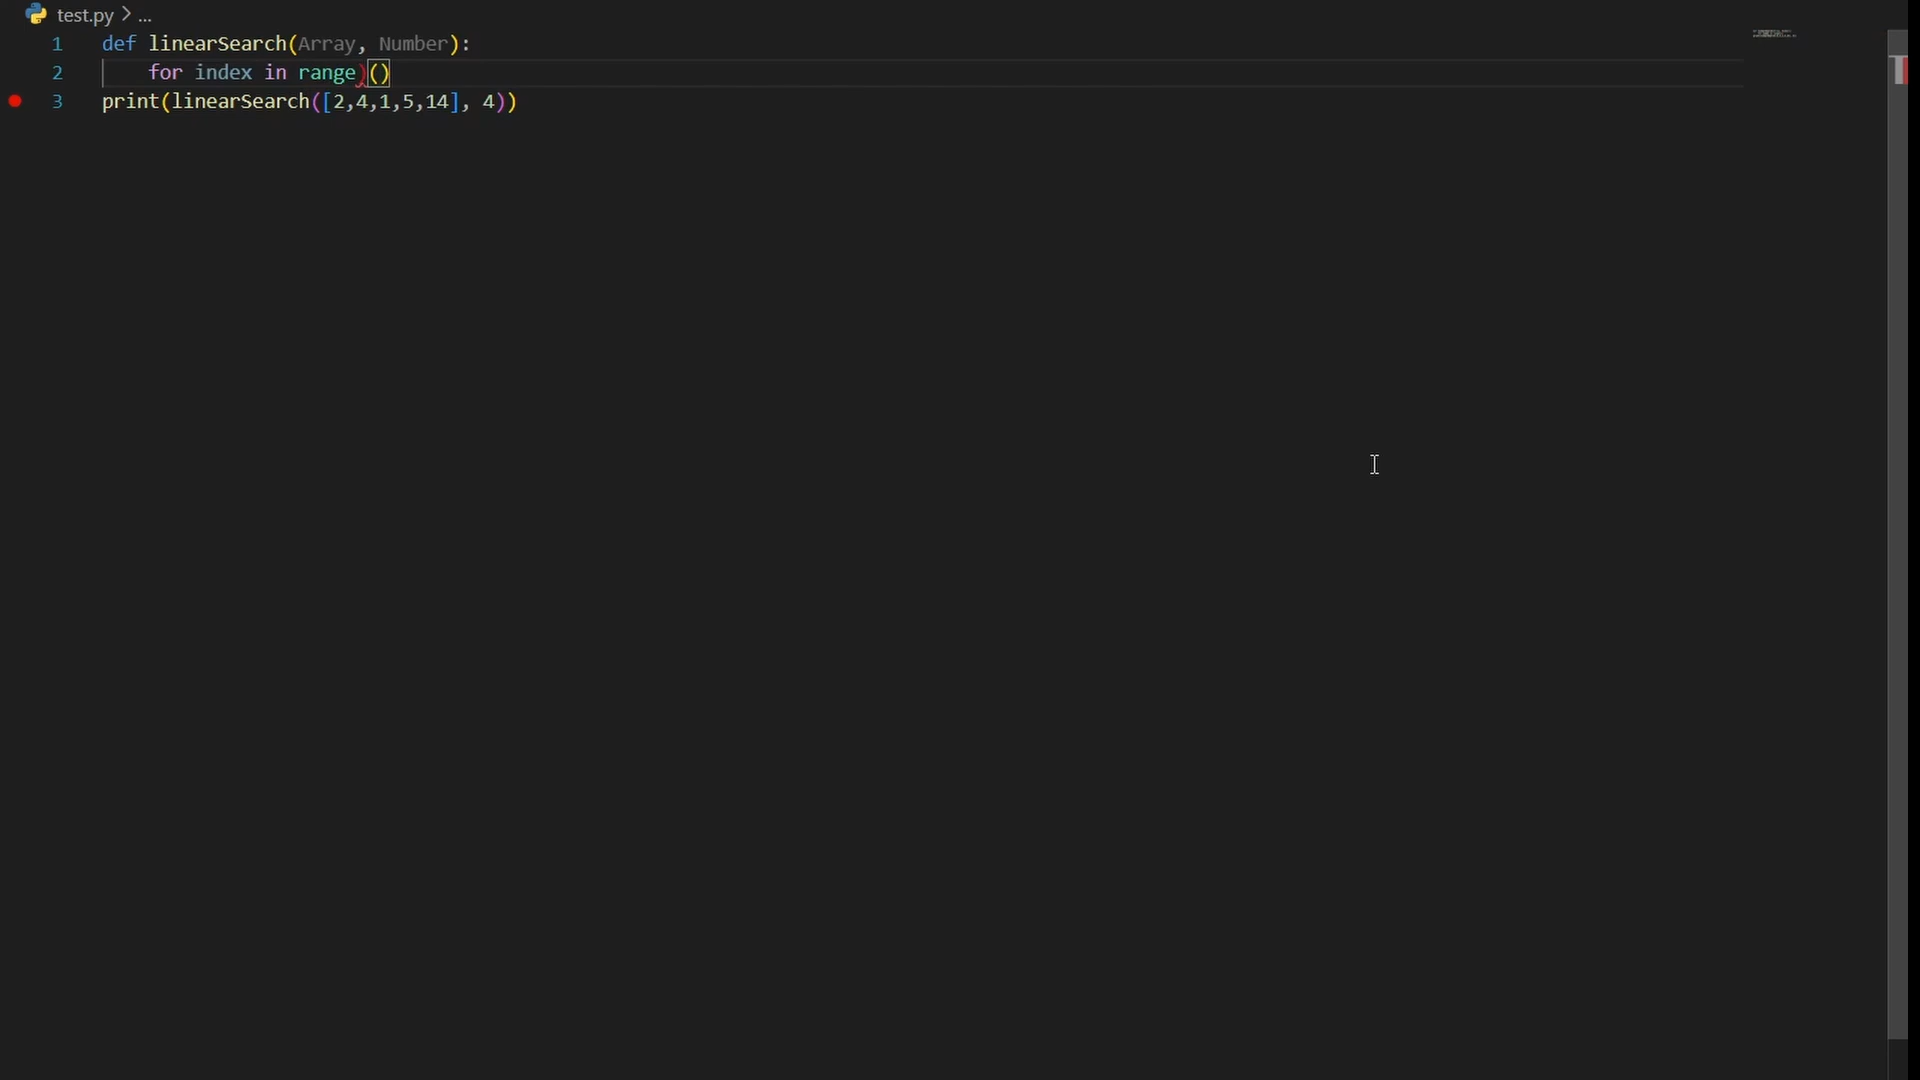 test.py > ...
1 def linearSearch(Array, Number):
2     for index in range)()
3 print(linearSearch([2,4,1,5,14], 4))